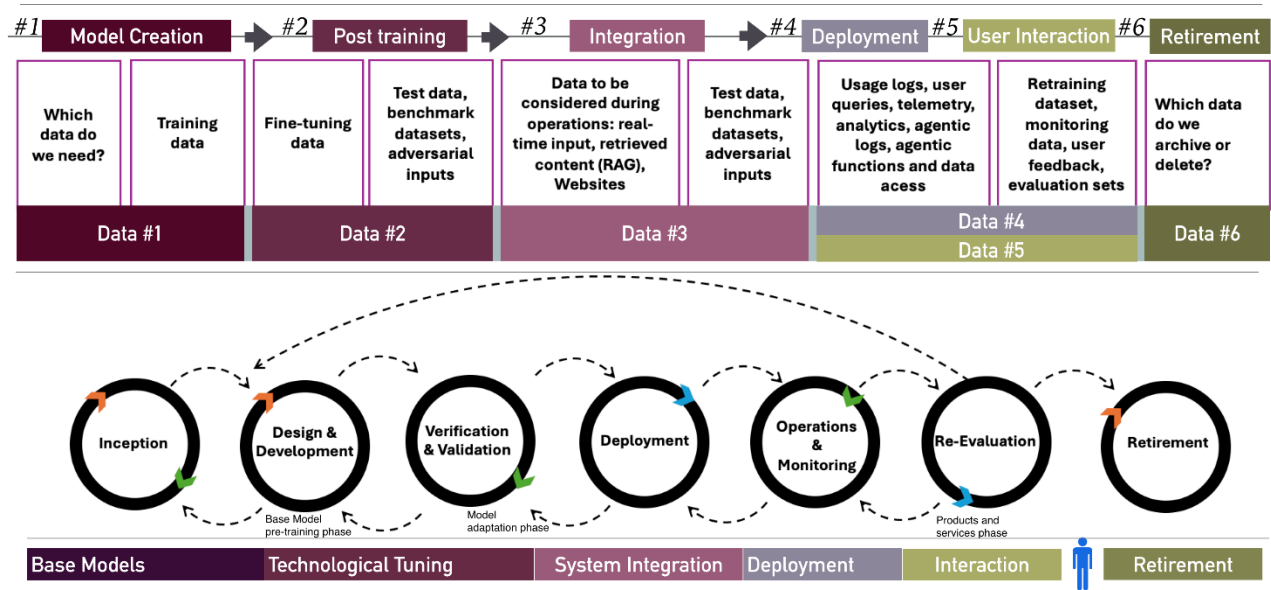 #1 Model Creation #2 Post training #3 Integration #4 Deployment #5 User Interaction #6 Retirement
Which
data do
we need?
Training
data
Fine-tuning
data
Test data,
benchmark
datasets,
adversarial
inputs
Data to be
considered during
operations: real-
time input, retrieved
content (RAG),
Websites
Test data,
benchmark
datasets,
adversarial
inputs
Usage logs, user
queries, telemetry,
analytics, agentic
logs, agentic
functions and data
acess
Retraining
dataset,
monitoring
data, user
feedback,
evaluation sets
Which data
do we
archive or
delete?
Data #1
Data #2
Data #3
Data #4
Data #5
Data #6
Inception
Design &
Development
Verification
& Validation
Deployment
Operations
&
Monitoring
Re-Evaluation
Retirement
Base Model
pre-training phase
Model
adaptation phase
Products and
services phase
Base Models
Technological Tuning
System Integration
Deployment
Interaction
Retirement